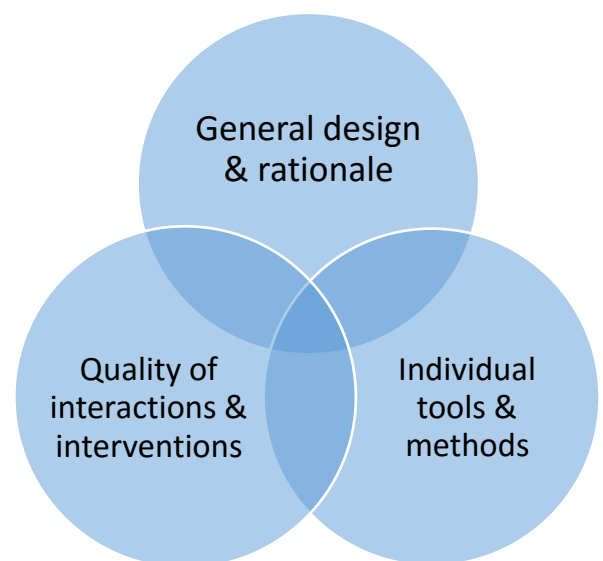 General design
& rationale
Quality of
interactions &
interventions
Individual
tools &
methods